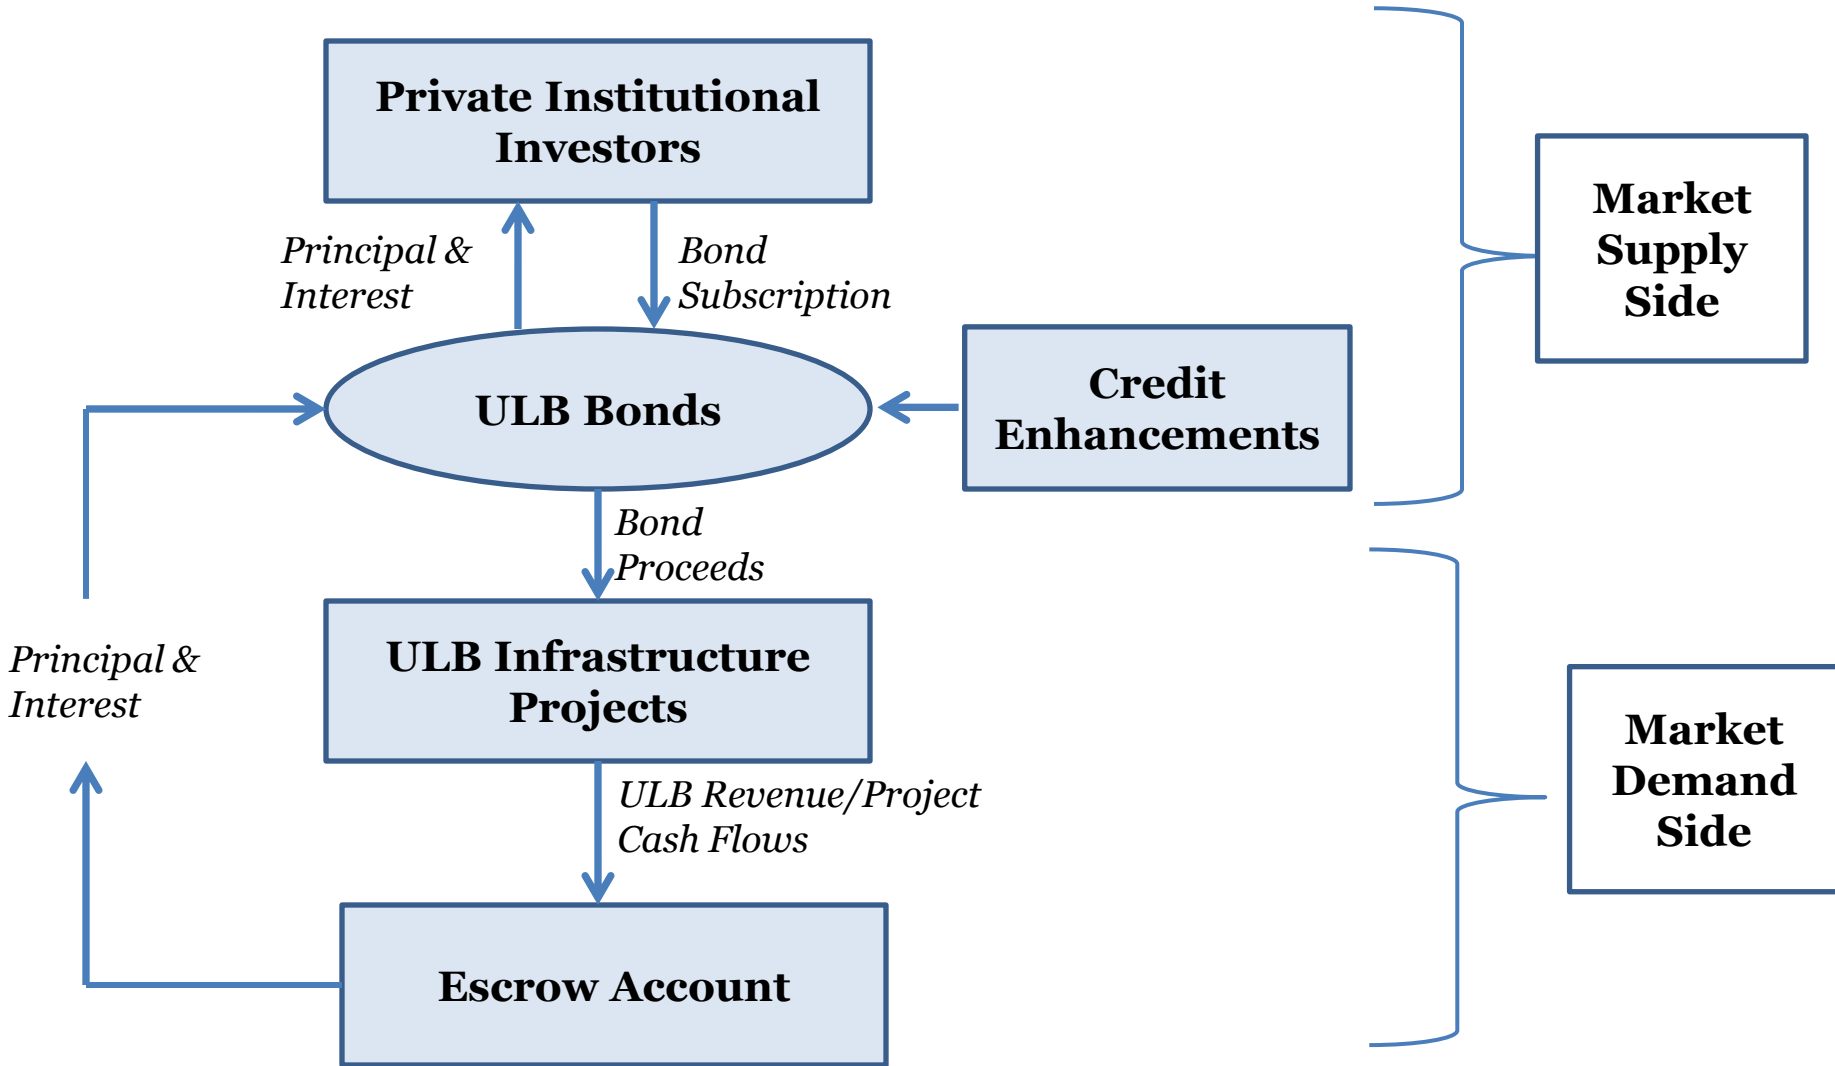 Private Institutional
Investors
Market
Supply
Side
Principal &
Interest
Bond
Subscription
Credit
Enhancements
ULB Bonds
Bond
Proceeds
ULB Infrastructure
Projects
Principal &
Interest
Market
Demand
Side
ULB Revenue/Project
Cash Flows
Escrow Account